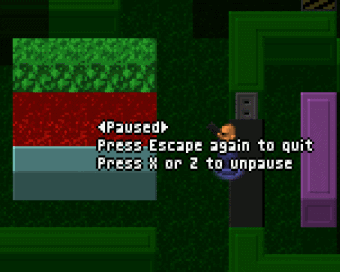 ◀Paused▶
Press Escape again to quit
Press X or Z to unpause